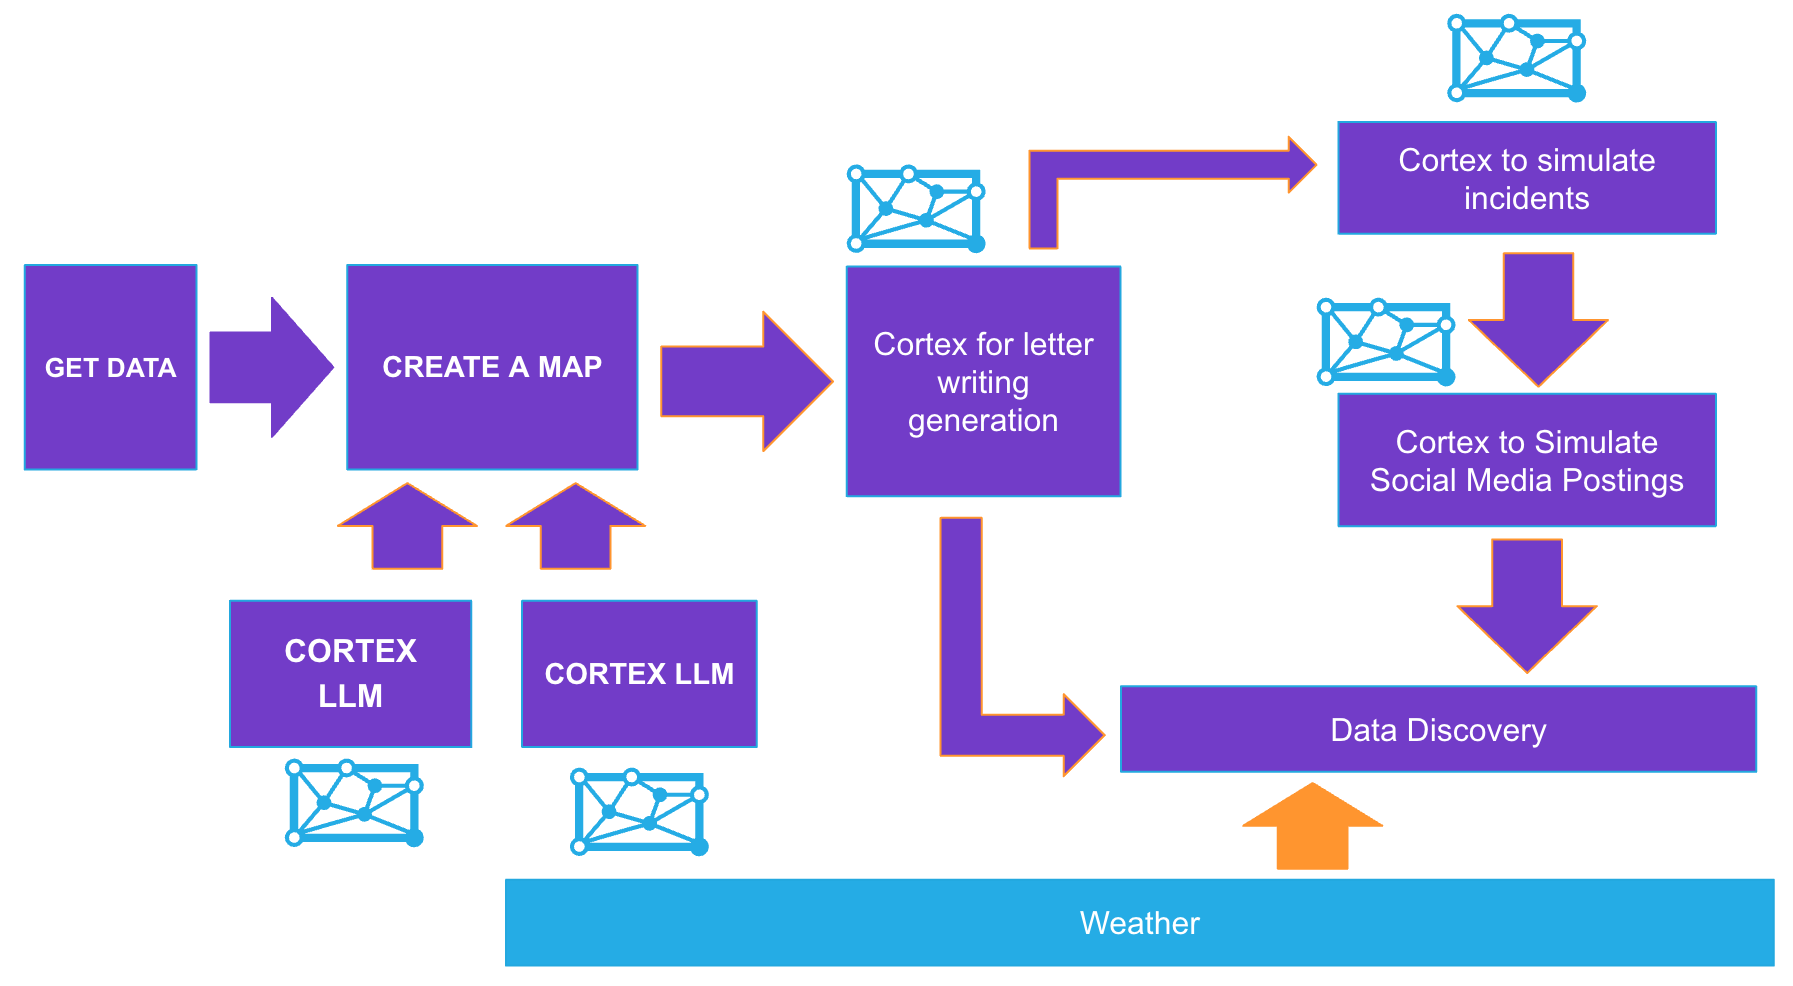 GET DATA
CREATE A MAP
CORTEX
LLM
CORTEX LLM
Cortex for letter
writing
generation
Cortex to simulate
incidents
Cortex to Simulate
Social Media Postings
Data Discovery
Weather